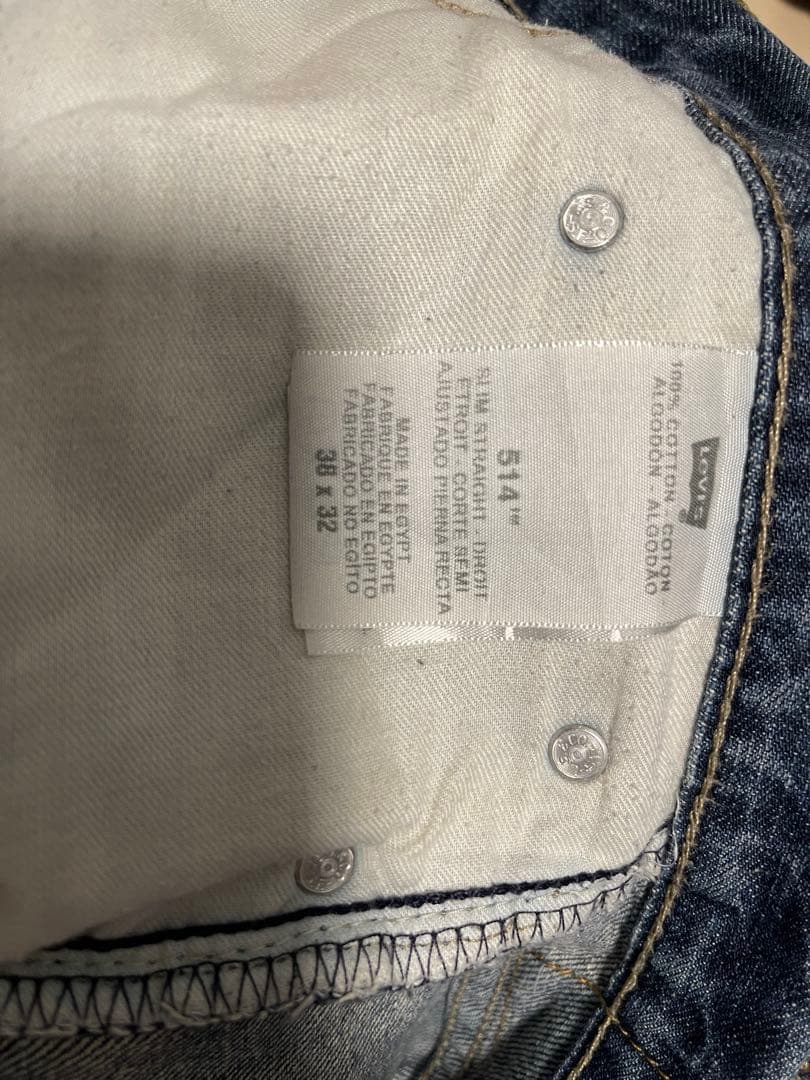 100% COTTON - COTON -
ALGODÓN - ALGODÃO
LEVI'S
514™
SLIM STRAIGHT - DROIT
ETROIT - CORTE SEMI
AJUSTADO PIERNA RECTA
MADE IN EGYPT
FABRIQUE EN EGYPTE
FABRICADO EN EGIPTO
FABRICADO NO EGITO
38 x 32